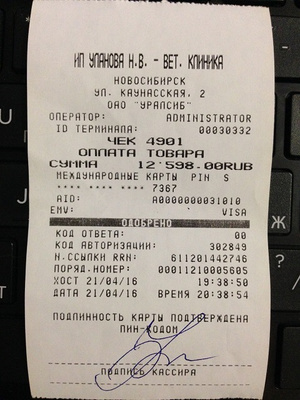 ИП УЛАНОВА Н.В. - ВЕТ. КЛИНИКА
НОВОСИБИРСК
УЛ. КАУНАССКАЯ. 2
ОАО "УРАЛСИБ"
ОПЕРАТОР: ADMINISTRATOR
ID ТЕРМИНАЛА: 00030332
ЧЕК 4901
ОПЛАТА ТОВАРА
СУММА 12'598.00RUB
МЕЖДУНАРОДНЫЕ КАРТЫ PIN S
**** **** **** 7367
AID: A0000000031010
EMV: VISA
ОДОБРЕНО
КОД ОТВЕТА: 00
КОД АВТОРИЗАЦИИ: 302849
N.ССЫЛКИ RRN: 611201442746
ПОРЯД.НОМЕР: 00011210005605
ХОСТ 21/04/16 19:38:50
ДАТА 21/04/16 ВРЕМЯ 20:38:54
ПОДЛИННОСТЬ КАРТЫ ПОДТВЕРЖДЕНА
ПИН-КОДОМ
ПОДПИСЬ КАССИРА